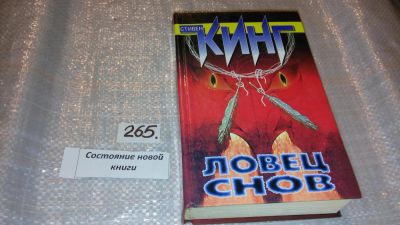 СТИВЕН
КИНГ
ЛОВЕЦ
СНОВ
265.
Состояние новой
книги